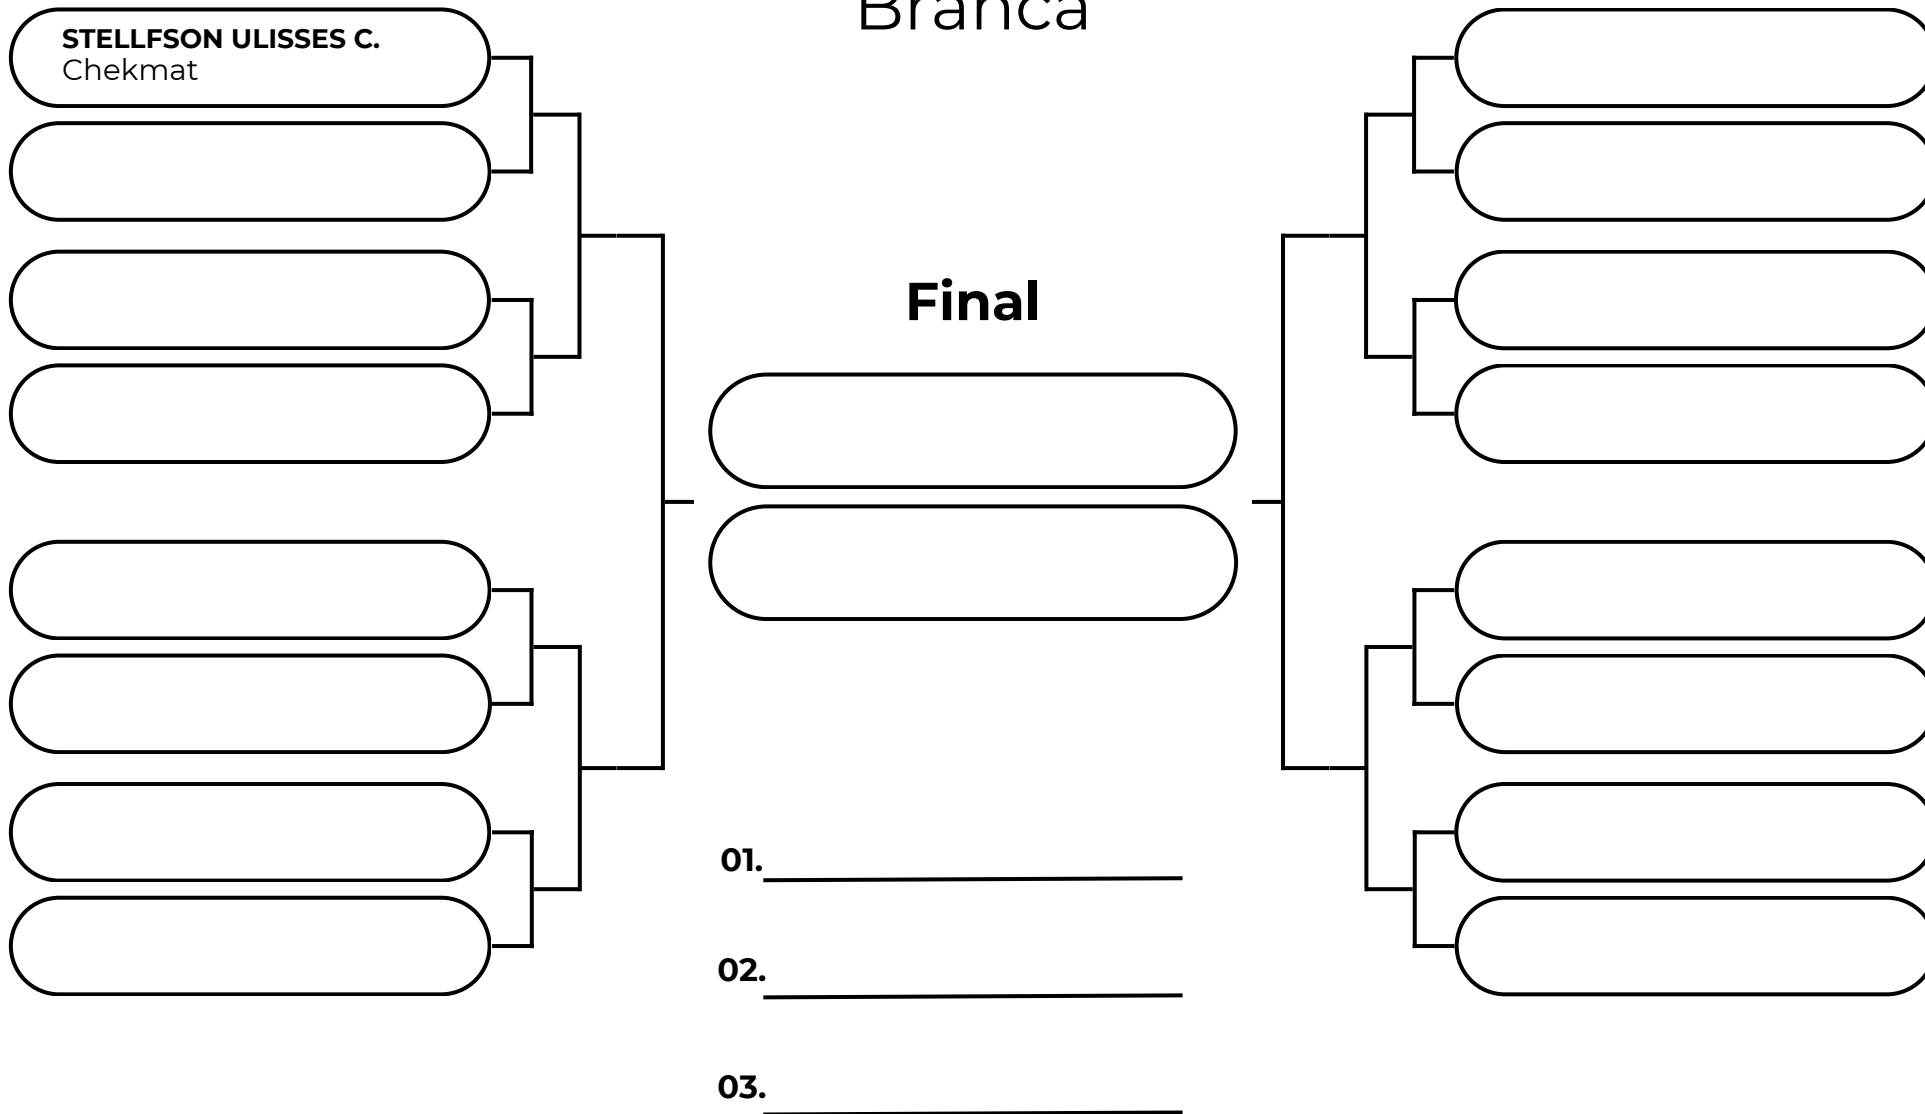 Branca
STELLFSON ULISSES C.
Chekmat
Final
01.
02.
03.